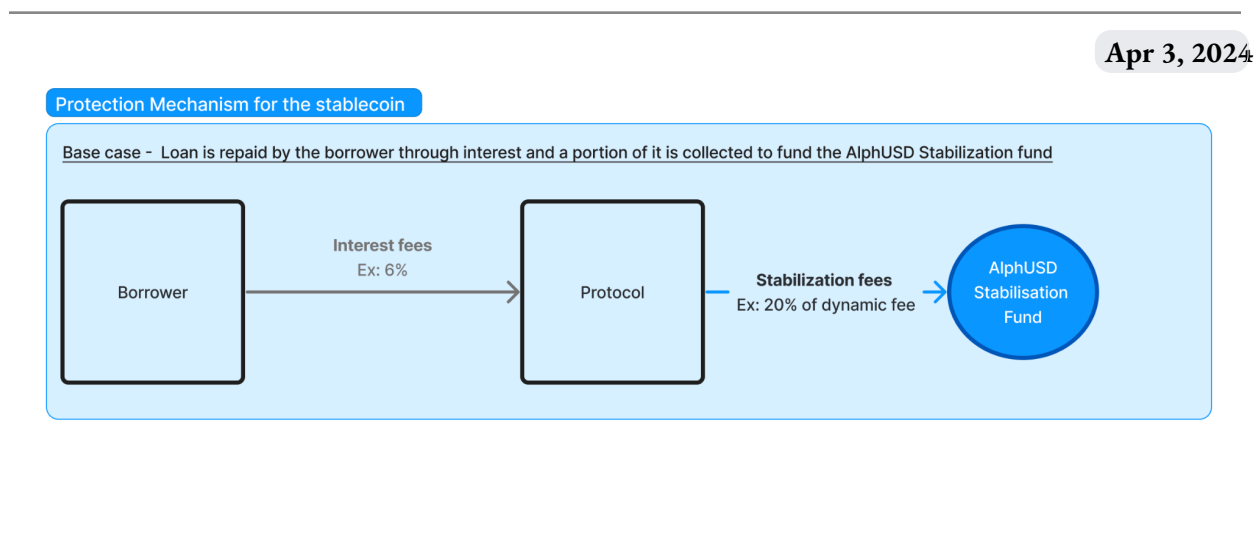 Apr 3, 2024
Protection Mechanism for the stablecoin
Base case - Loan is repaid by the borrower through interest and a portion of it is collected to fund the AlphUSD Stabilization fund
Borrower
Interest fees
Ex: 6%
Protocol
Stabilization fees
Ex: 20% of dynamic fee
AlphUSD
Stabilisation
Fund